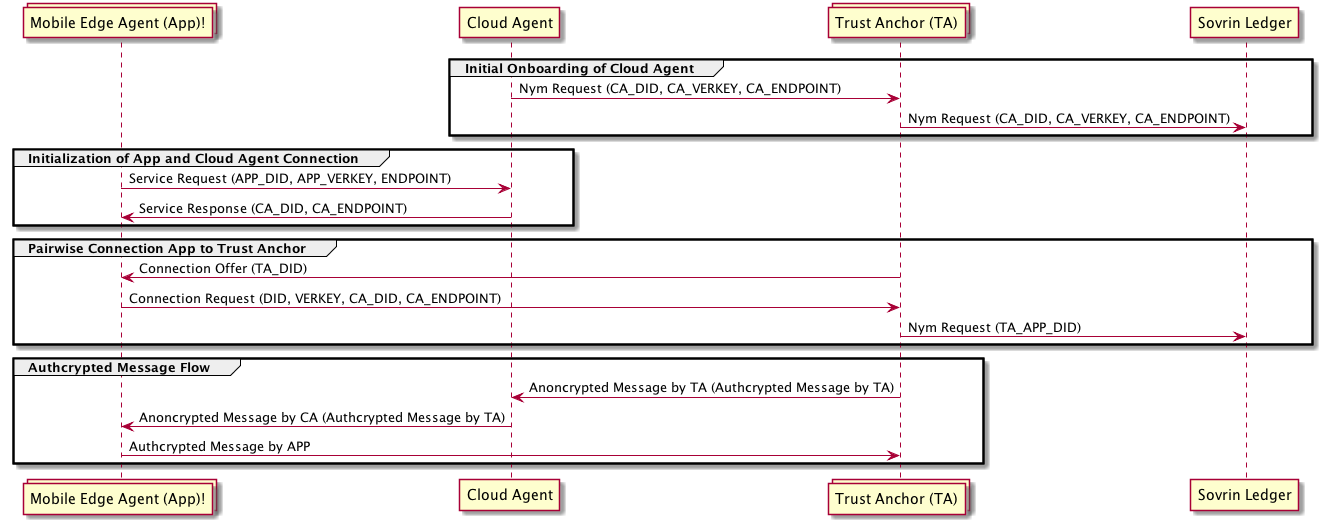 Mobile Edge Agent (App)!
Cloud Agent
Trust Anchor (TA)
Sovrin Ledger
Initial Onboarding of Cloud Agent
Nym Request (CA_DID, CA_VERKEY, CA_ENDPOINT)
Nym Request (CA_DID, CA_VERKEY, CA_ENDPOINT)
Initialization of App and Cloud Agent Connection
Service Request (APP_DID, APP_VERKEY, ENDPOINT)
Service Response (CA_DID, CA_ENDPOINT)
Pairwise Connection App to Trust Anchor
Connection Offer (TA_DID)
Connection Request (DID, VERKEY, CA_DID, CA_ENDPOINT)
Nym Request (TA_APP_DID)
Authcrypted Message Flow
Anoncrypted Message by TA (Authcrypted Message by TA)
Anoncrypted Message by CA (Authcrypted Message by TA)
Authcrypted Message by APP
Mobile Edge Agent (App)!
Cloud Agent
Trust Anchor (TA)
Sovrin Ledger